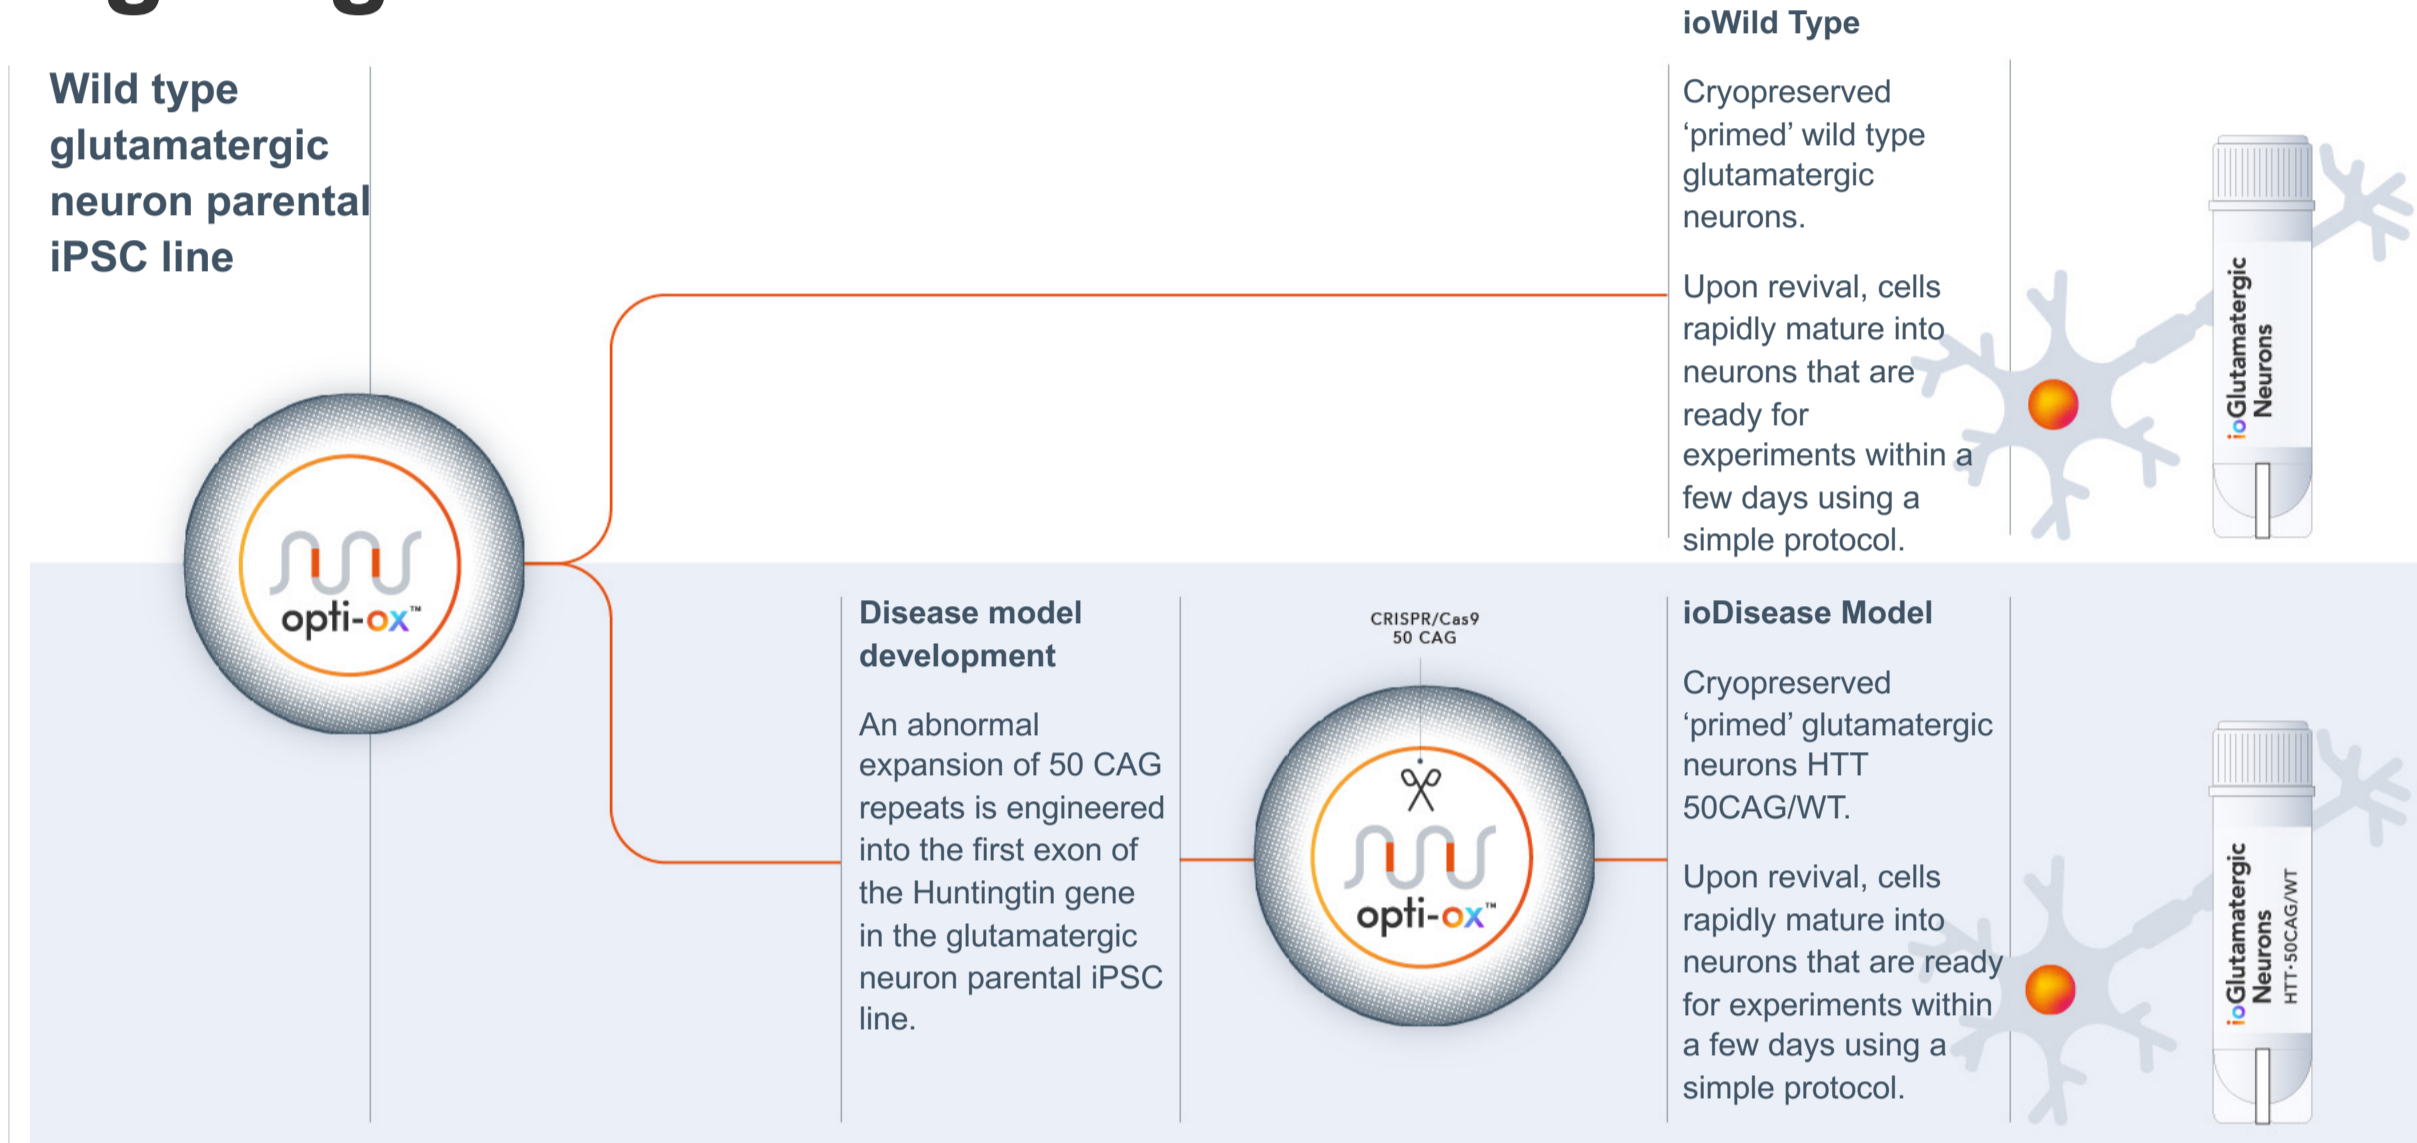 Wild type
glutamatergic
neuron parental
iPSC line
opti-ox™
ioWild Type
Cryopreserved
‘primed’ wild type
glutamatergic
neurons.
Upon revival, cells
rapidly mature into
neurons that are
ready for
experiments within a
few days using a
simple protocol.
ioGlutamatergic
Neurons
Disease model
development
An abnormal
expansion of 50 CAG
repeats is engineered
into the first exon of
the Huntingtin gene
in the glutamatergic
neuron parental iPSC
line.
CRISPR/Cas9
50 CAG
opti-ox™
ioDisease Model
Cryopreserved
‘primed’ glutamatergic
neurons HTT
50CAG/WT.
Upon revival, cells
rapidly mature into
neurons that are ready
for experiments within
a few days using a
simple protocol.
ioGlutamatergic
Neurons
HTT·50CAG/WT